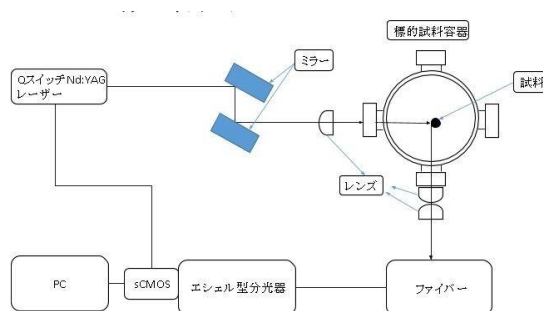 標的試料容器
ミラー
QスイッチNd:YAG
レーザー
試料
レンズ
PC
sCMOS
エシェル型分光器
ファイバー